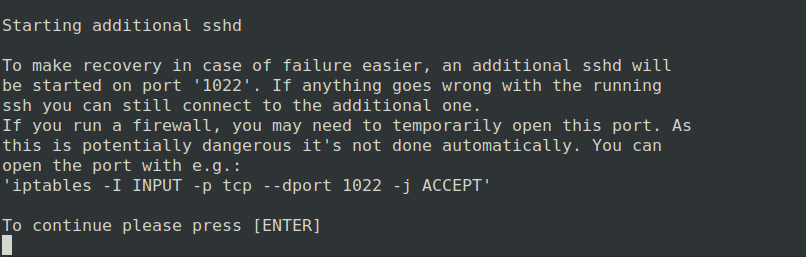 Starting additional sshd
To make recovery in case of failure easier, an additional sshd will
be started on port '1022'. If anything goes wrong with the running
ssh you can still connect to the additional one.
If you run a firewall, you may need to temporarily open this port. As
this is potentially dangerous it's not done automatically. You can
open the port with e.g.:
'iptables -I INPUT -p tcp --dport 1022 -j ACCEPT'
To continue please press [ENTER]